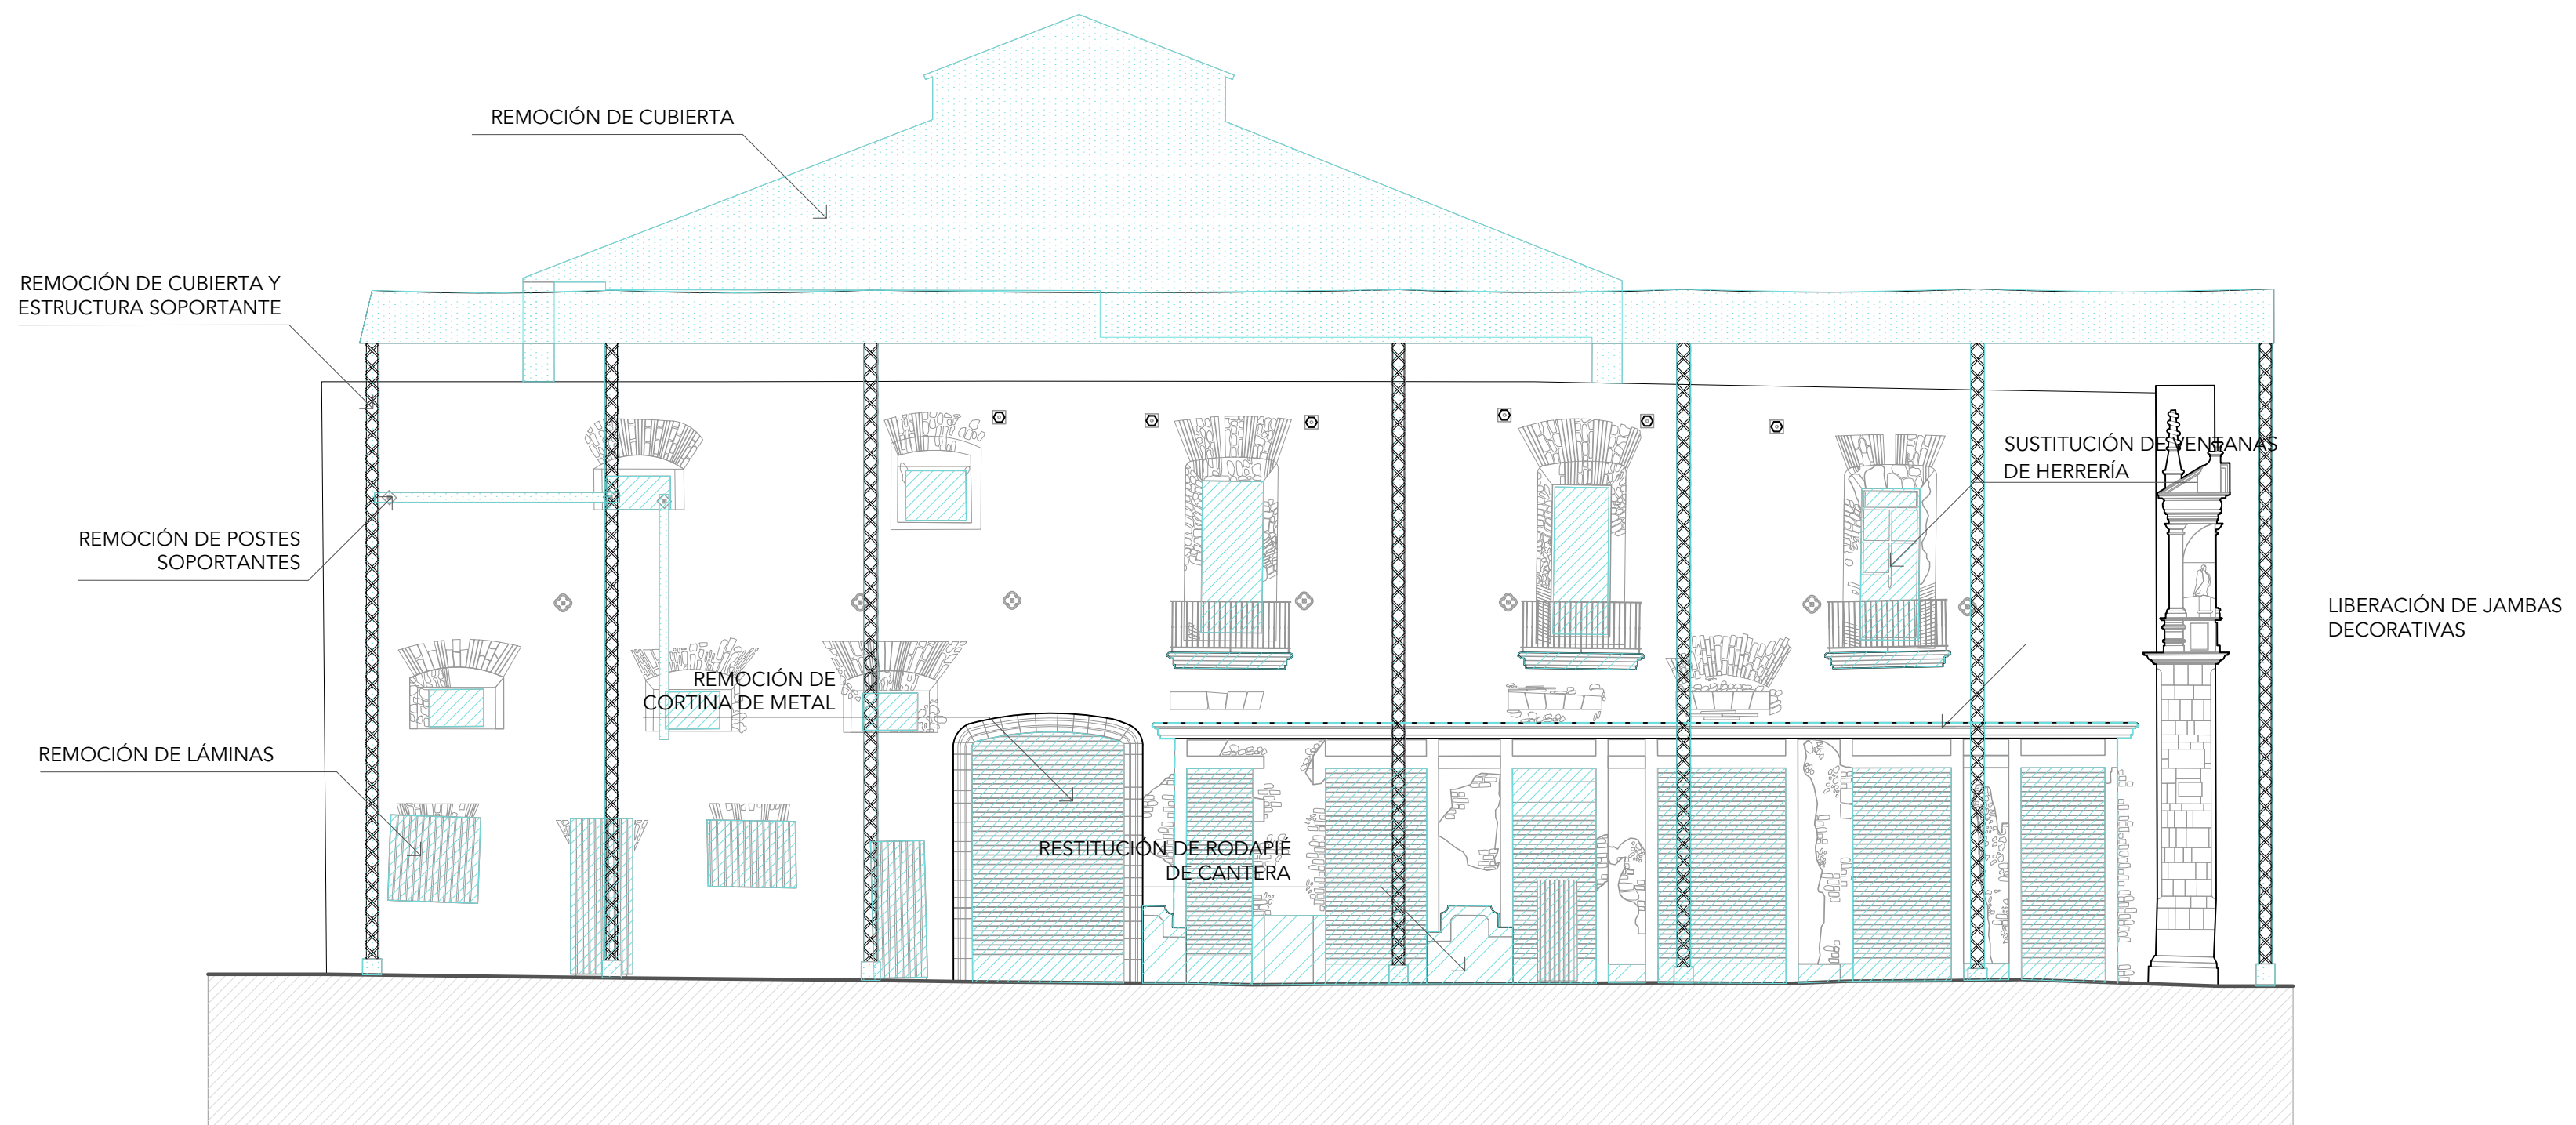 REMOCIÓN DE CUBIERTA
REMOCIÓN DE CUBIERTA Y
ESTRUCTURA SOPORTANTE
SUSTITUCIÓN DE VENTANAS
DE HERRERÍA
REMOCIÓN DE POSTES
SOPORTANTES
LIBERACIÓN DE JAMBAS
DECORATIVAS
REMOCIÓN DE
CORTINA DE METAL
REMOCIÓN DE LÁMINAS
RESTITUCIÓN DE RODAPIÉ
DE CANTERA